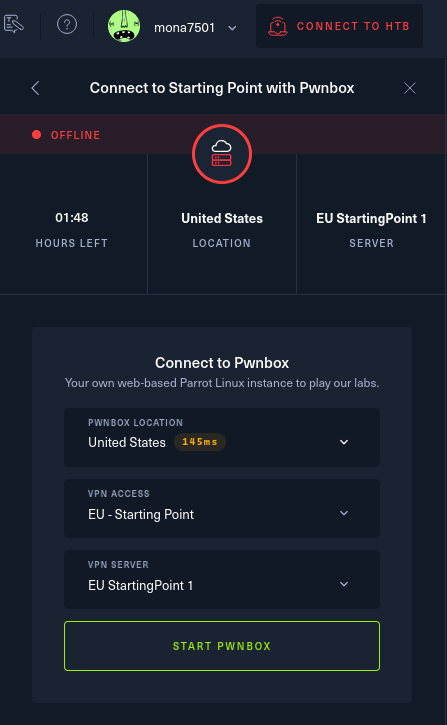 mona7501
CONNECT TO HTB
Connect to Starting Point with Pwnbox
OFFLINE
01:48
HOURS LEFT
United States
LOCATION
EU StartingPoint 1
SERVER
Connect to Pwnbox
Your own web-based Parrot Linux instance to play our labs.
PWNBOX LOCATION
United States 145ms
VPN ACCESS
EU - Starting Point
VPN SERVER
EU StartingPoint 1
START PWNBOX